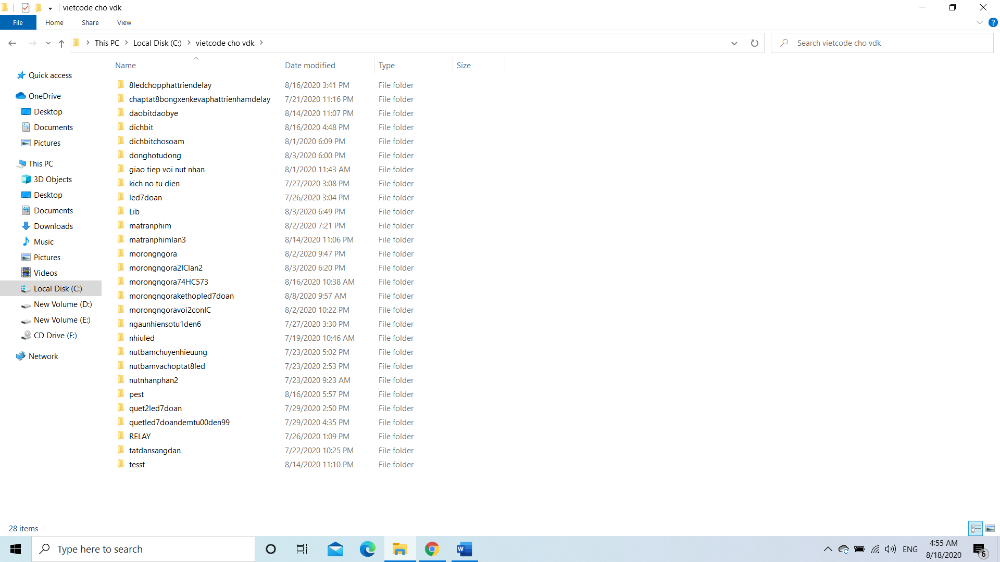 vietcode cho vdk
File Home Share View
This PC Local Disk (C:) vietcode cho vdk Search vietcode cho vdk
Name Date modified Type Size
Quick access
OneDrive
Desktop
Documents
Pictures
This PC
3D Objects
Desktop
Documents
Downloads
Music
Pictures
Videos
Local Disk (C:)
New Volume (D:)
New Volume (E:)
CD Drive (F:)
Network
8ledchopphattriendelay 8/16/2020 3:41 PM File folder
chaptat8bongxenkevaphattrienhamdelay 7/21/2020 11:16 PM File folder
daobitdaobye 8/14/2020 11:07 PM File folder
dichbit 8/16/2020 4:48 PM File folder
dichbitchosoam 8/1/2020 6:09 PM File folder
donghotudong 8/3/2020 6:00 PM File folder
giao tiep voi nut nhan 8/1/2020 11:43 AM File folder
kich no tu dien 7/27/2020 3:08 PM File folder
led7doan 7/26/2020 3:04 PM File folder
Lib 8/3/2020 6:49 PM File folder
matranphim 8/2/2020 7:21 PM File folder
matranphimlan3 8/14/2020 11:06 PM File folder
morongngora 8/2/2020 9:47 PM File folder
morongngora2IClan2 8/3/2020 6:20 PM File folder
morongngora74HC573 8/16/2020 10:38 AM File folder
morongngorakethopled7doan 8/8/2020 9:57 AM File folder
morongngoravoi2conIC 8/2/2020 10:22 PM File folder
ngaunhiensotu1den6 7/27/2020 3:30 PM File folder
nhiuled 7/19/2020 10:46 AM File folder
nutbamchuyenhieuung 7/23/2020 5:02 PM File folder
nutbamvachoptat8led 7/23/2020 2:53 PM File folder
nutnhanphan2 7/23/2020 9:23 AM File folder
pest 8/16/2020 5:57 PM File folder
quet2led7doan 7/29/2020 2:50 PM File folder
quetled7doandemtu00den99 7/29/2020 4:35 PM File folder
RELAY 7/26/2020 1:09 PM File folder
tatdansangdan 7/22/2020 10:25 PM File folder
tesst 8/14/2020 11:10 PM File folder
28 items
Type here to search
W
ENG
4:55 AM
8/18/2020
6